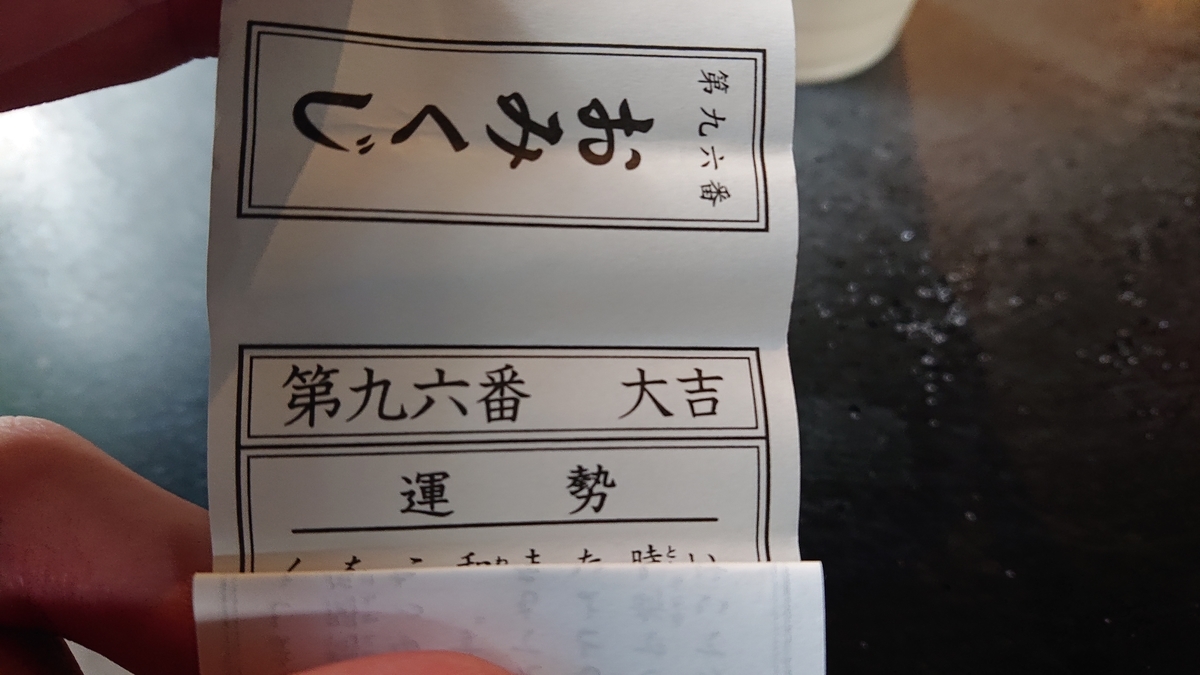 第九六番
おみくじ
第九六番 大吉
運勢